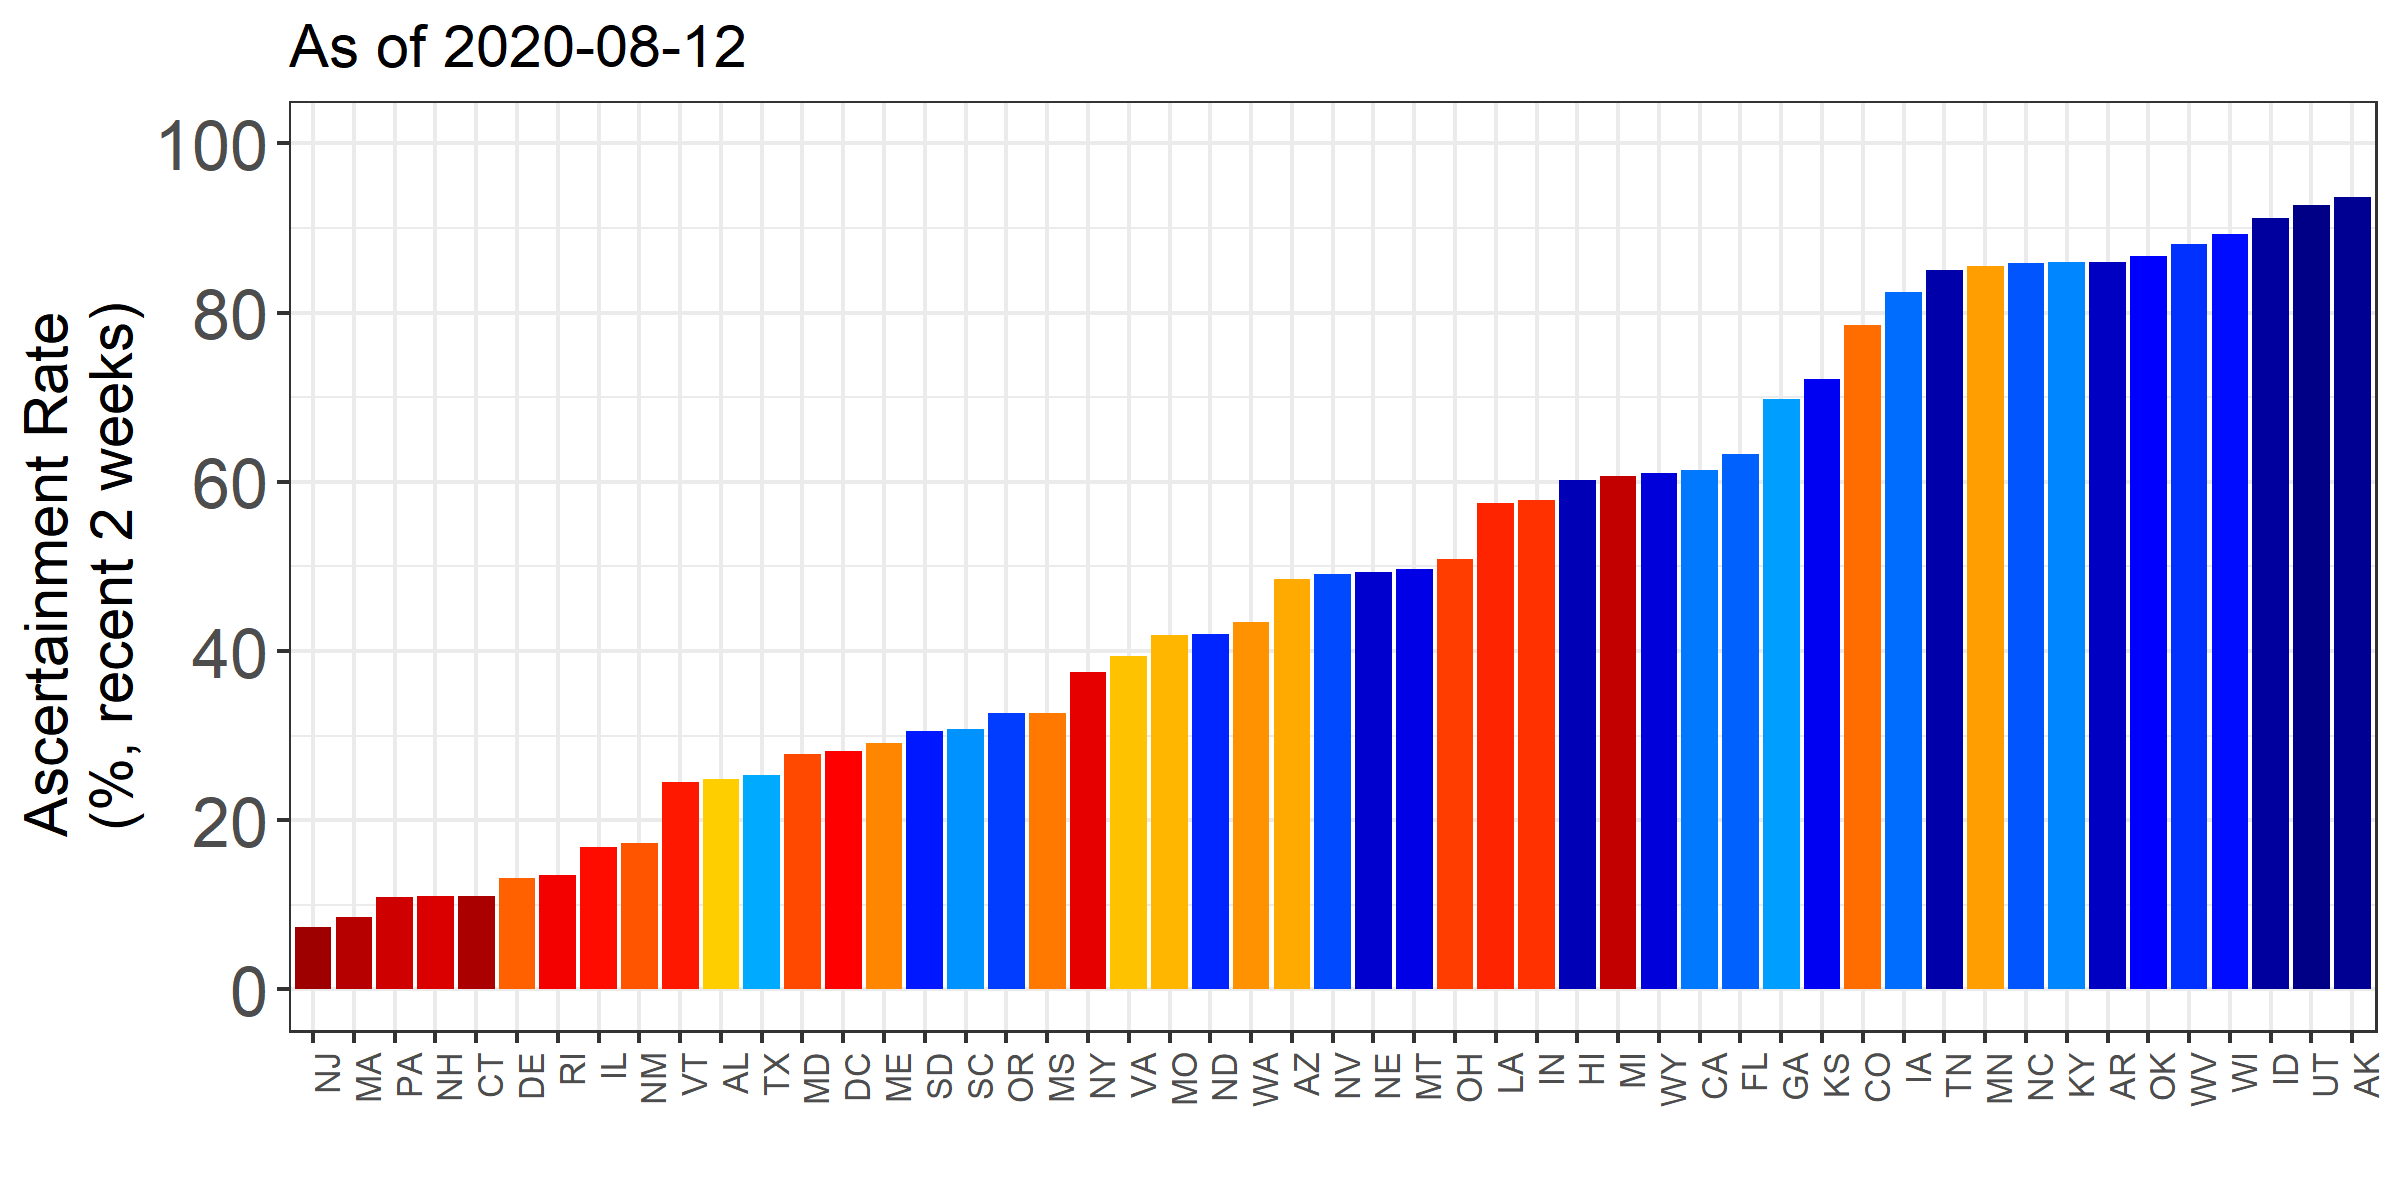 As of 2020-08-12
Ascertainment Rate
(%, recent 2 weeks)
100
80
60
40
20
0
NJ MA PA NH CT DE RI IL NM VT AL TX MD DC ME SD SC OR MS NY VA MO ND WA AZ NV NE MT OH LA IN HI MI WY CA FL GA KS CO IA TN MN NC KY AR OK WV WI ID UT AK